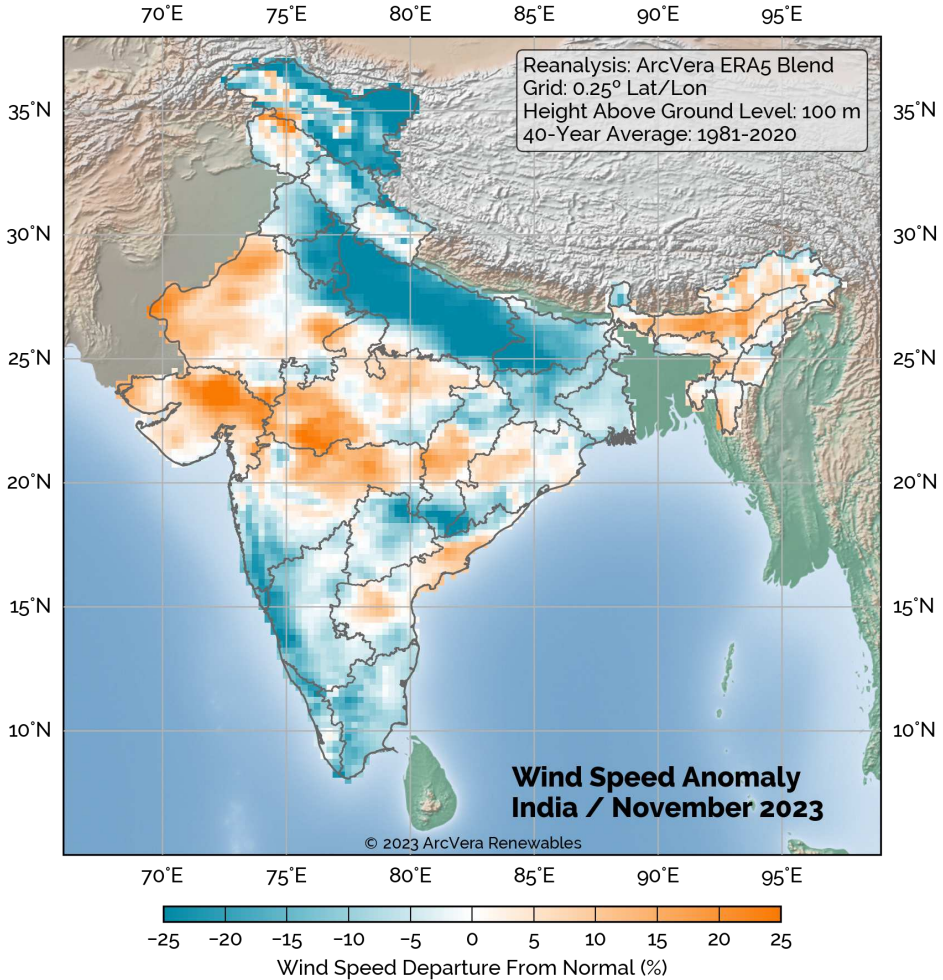 70°E 75°E 80°E 85°E 90°E 95°E
Reanalysis: ArcVera ERA5 Blend
Grid: 0.25º Lat/Lon
Height Above Ground Level: 100 m
40-Year Average: 1981-2020
35°N 35°N
30°N 30°N
25°N 25°N
20°N 20°N
15°N 15°N
10°N 10°N
Wind Speed Anomaly
India / November 2023
© 2023 ArcVera Renewables
70°E 75°E 80°E 85°E 90°E 95°E
−25 −20 −15 −10 −5 0 5 10 15 20 25
Wind Speed Departure From Normal (%)